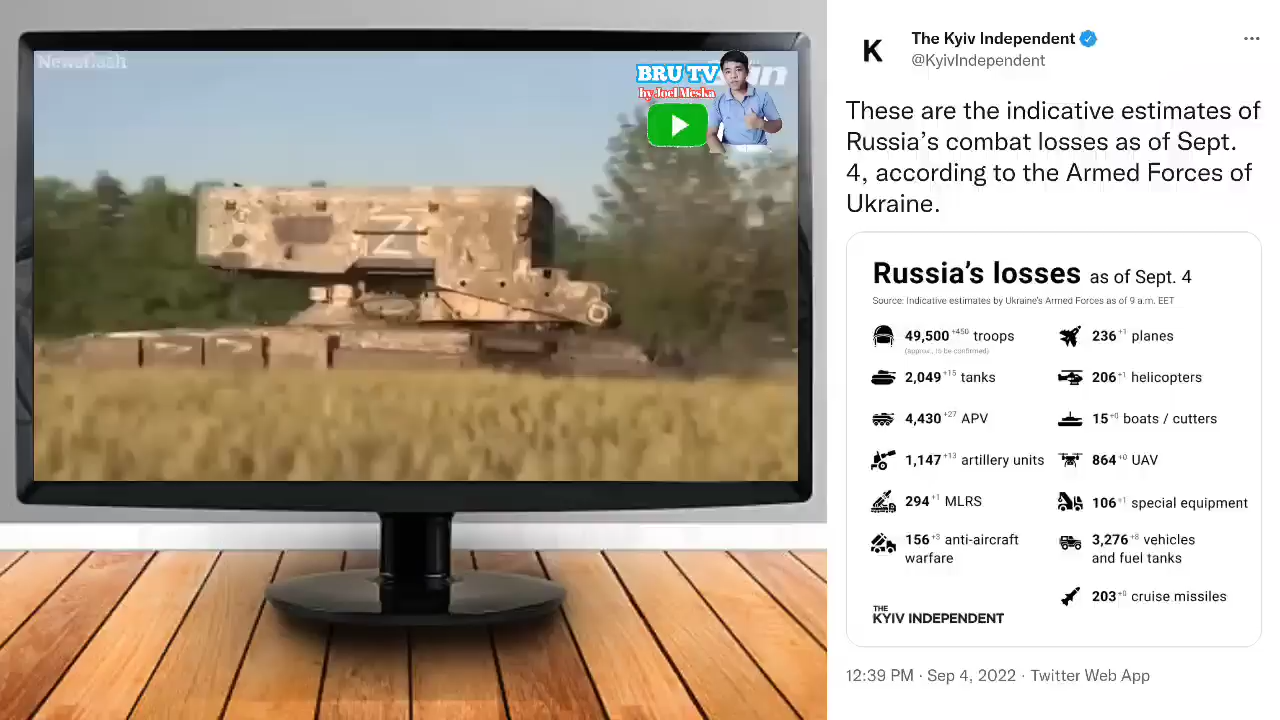 Newsflash
BRU TV
by Joel Meska
Z
The Kyiv Independent
@KyivIndependent
These are the indicative estimates of
Russia’s combat losses as of Sept.
4, according to the Armed Forces of
Ukraine.
Russia’s losses as of Sept. 4
Source: Indicative estimates by Ukraine’s Armed Forces as of 9 a.m. EET
49,500 +450 troops
(Approx., to be confirmed)
2,049 +15 tanks
4,430 +27 APV
1,147 +13 artillery units
294 +1 MLRS
156 +3 anti-aircraft
warfare
236 +1 planes
206 +1 helicopters
15 +0 boats / cutters
864 +0 UAV
106 +1 special equipment
3,276 +8 vehicles
and fuel tanks
203 +0 cruise missiles
THE
KYIV INDEPENDENT
12:39 PM · Sep 4, 2022 · Twitter Web App